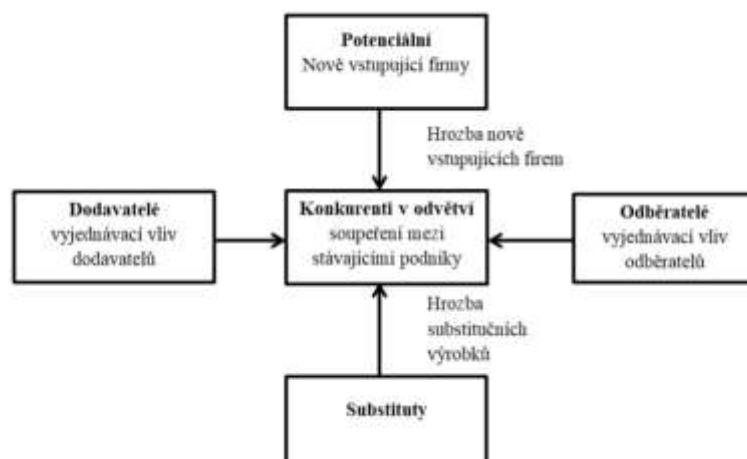 Potenciální
Nově vstupující firmy
Hrozba nově
vstupujících firem
Dodavatelé
vyjednávací vliv
dodavatelů
Konkurenti v odvětví
soupeření mezi
stávajícími podniky
Odběratelé
vyjednávací vliv
odběratelů
Hrozba
substitučních
výrobků
Substituty